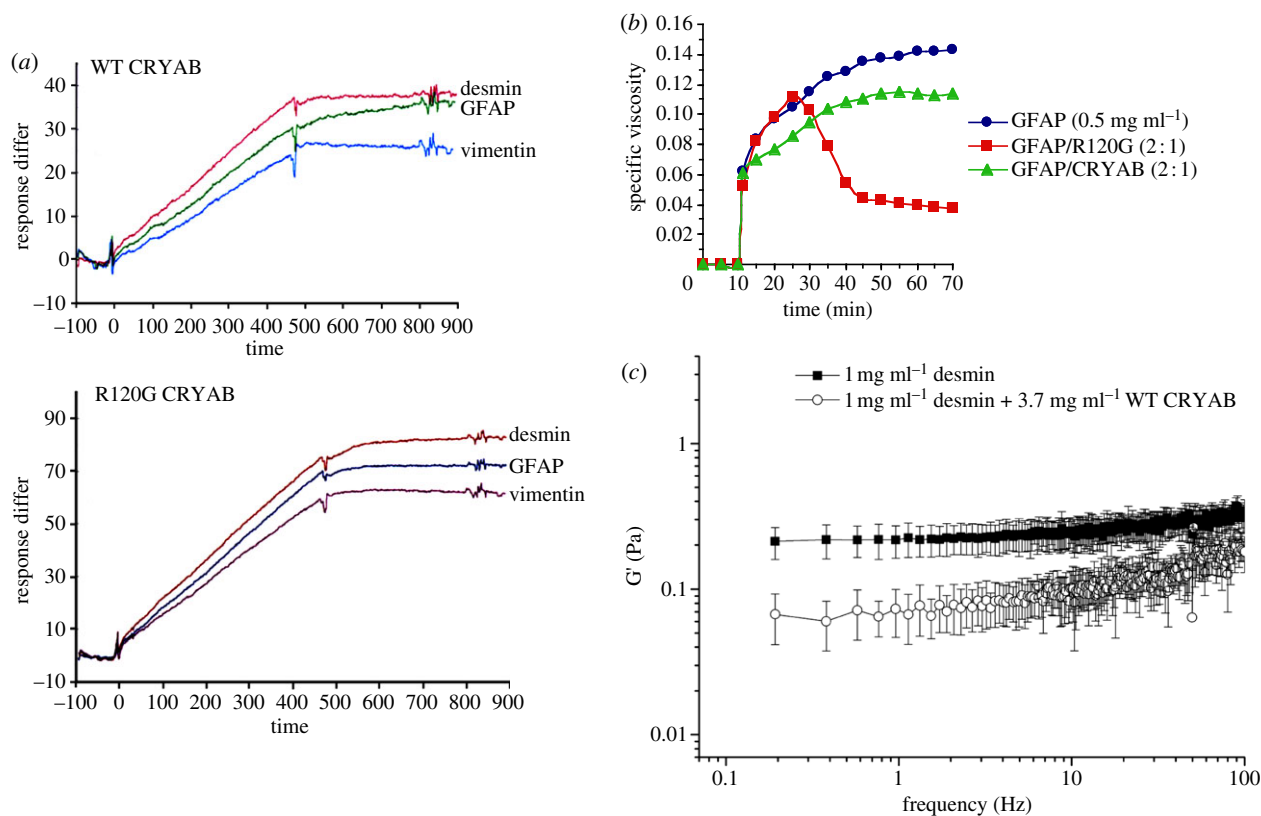 (a)
WT CRYAB
40
30
20
10
0
−10
response differ
desmin
GFAP
vimentin
−100 0 100 200 300 400 500 600 700 800 900
time
R120G CRYAB
90
70
50
30
10
−10
response differ
desmin
GFAP
vimentin
−100 0 100 200 300 400 500 600 700 800 900
time
(b)
0.16
0.14
0.12
0.10
0.08
0.06
0.04
0.02
specific viscosity
0 10 20 30 40 50 60 70
time (min)
GFAP (0.5 mg ml⁻¹)
GFAP/R120G (2 : 1)
GFAP/CRYAB (2 : 1)
(c)
1 mg ml⁻¹ desmin
1 mg ml⁻¹ desmin + 3.7 mg ml⁻¹ WT CRYAB
1
0.1
0.01
G' (Pa)
0.1 1 10 100
frequency (Hz)